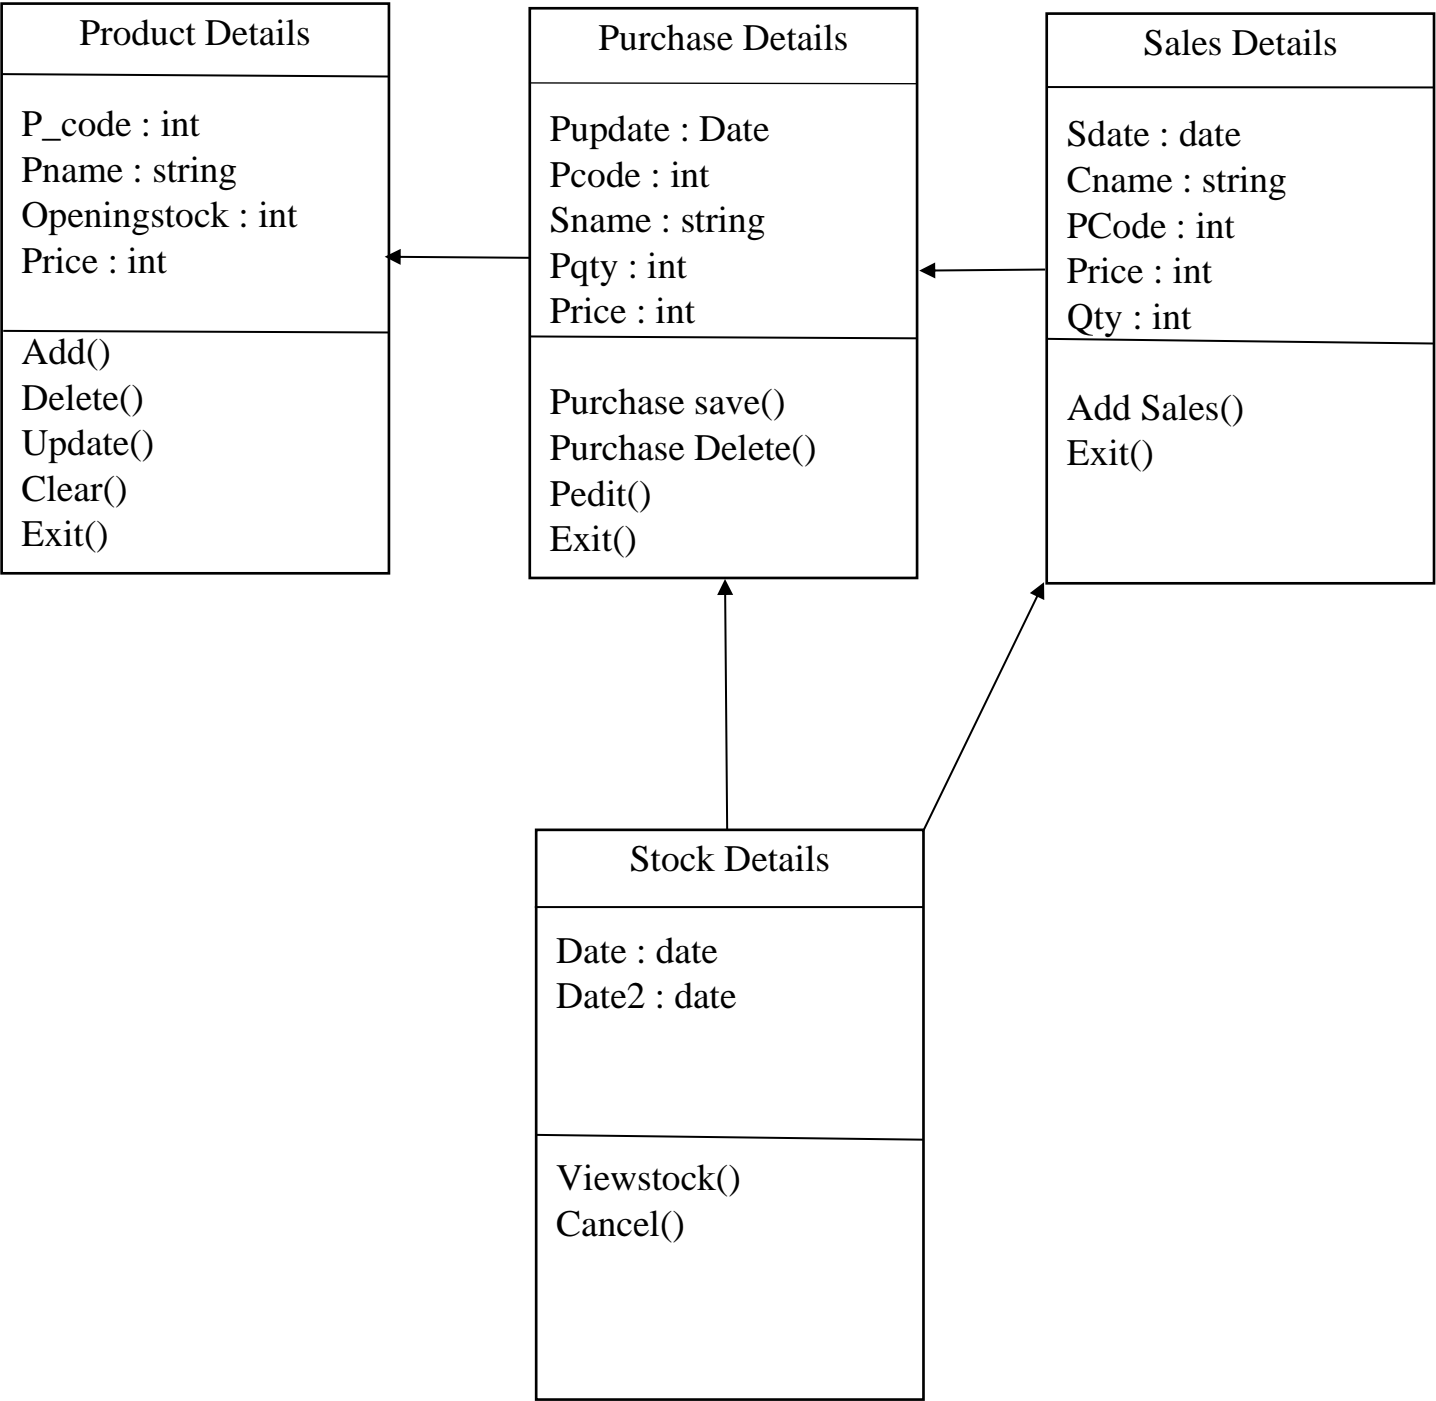 Product Details
P_code : int
Pname : string
Openingstock : int
Price : int
Add()
Delete()
Update()
Clear()
Exit()
Purchase Details
Pupdate : Date
Pcode : int
Sname : string
Pqty : int
Price : int
Purchase save()
Purchase Delete()
Pedit()
Exit()
Sales Details
Sdate : date
Cname : string
PCode : int
Price : int
Qty : int
Add Sales()
Exit()
Stock Details
Date : date
Date2 : date
Viewstock()
Cancel()